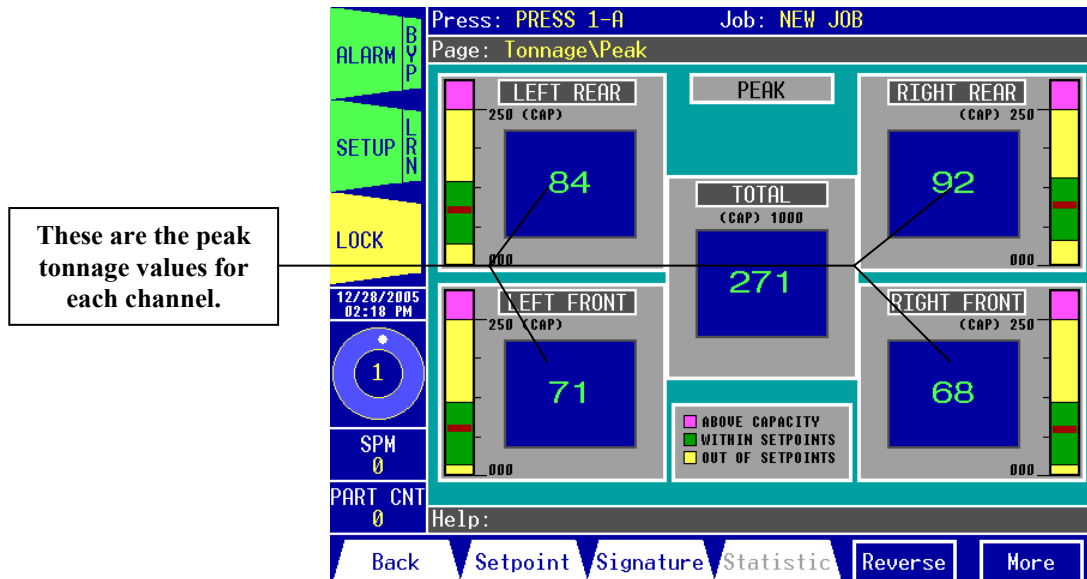 These are the peak
tonnage values for
each channel.
ALARM
BYP
SETUP
LRN
LOCK
12/28/2005
02:18 PM
1
SPM
0
PART CNT
0
Press: PRESS 1-A
Job: NEW JOB
Page: Tonnage\Peak
LEFT REAR
250 (CAP)
84
000
PEAK
RIGHT REAR
(CAP) 250
92
000
TOTAL
(CAP) 1000
271
LEFT FRONT
250 (CAP)
71
000
RIGHT FRONT
(CAP) 250
68
000
ABOVE CAPACITY
WITHIN SETPOINTS
OUT OF SETPOINTS
Help:
Back
Setpoint
Signature
Statistic
Reverse
More